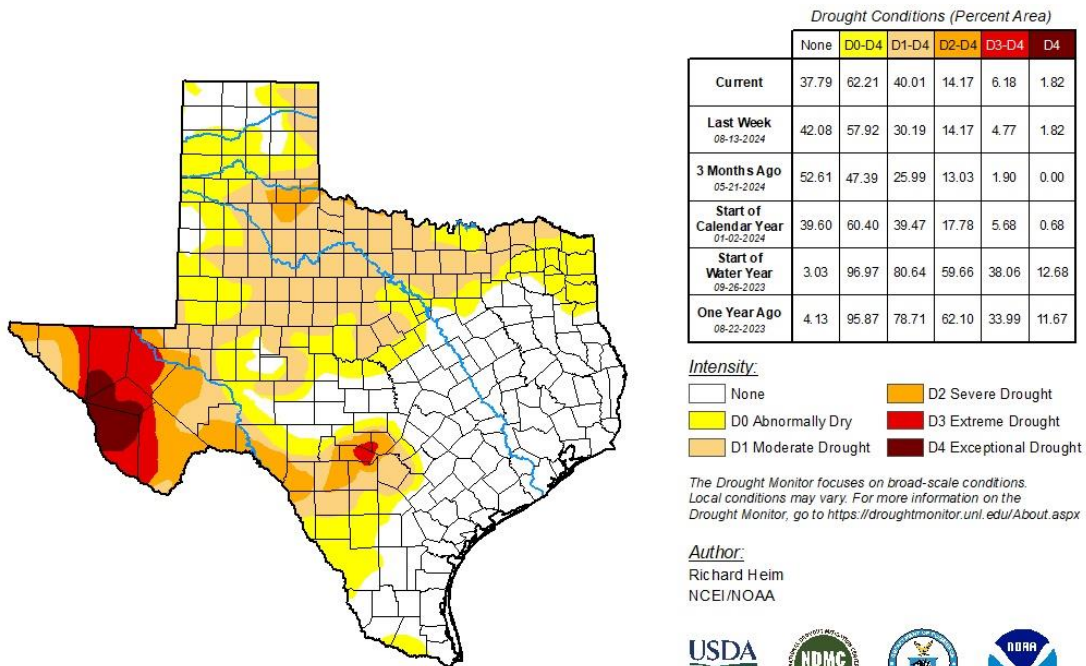 Drought Conditions (Percent Area)
None D0-D4 D1-D4 D2-D4 D3-D4 D4
Current 37.79 62.21 40.01 14.17 6.18 1.82
Last Week
08-13-2024 42.08 57.92 30.19 14.17 4.77 1.82
3 Months Ago
05-21-2024 52.61 47.39 25.99 13.03 1.90 0.00
Start of
Calendar Year
01-02-2024 39.60 60.40 39.47 17.78 5.68 0.68
Start of
Water Year
09-26-2023 3.03 96.97 80.64 59.66 38.06 12.68
One Year Ago
08-22-2023 4.13 95.87 78.71 62.10 33.99 11.67
Intensity:
None
D0 Abnormally Dry
D1 Moderate Drought
D2 Severe Drought
D3 Extreme Drought
D4 Exceptional Drought
The Drought Monitor focuses on broad-scale conditions.
Local conditions may vary. For more information on the
Drought Monitor, go to https://droughtmonitor.unl.edu/About.aspx
Author:
Richard Heim
NCEI/NOAA
USDA
NDMC
NOAA